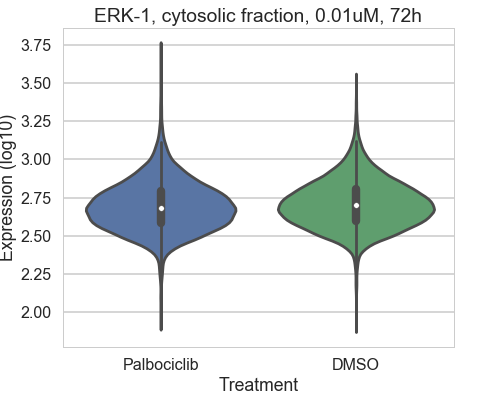 ERK-1, cytosolic fraction, 0.01uM, 72h
Expression (log10)
3.75
3.50
3.25
3.00
2.75
2.50
2.25
2.00
Palbociclib
DMSO
Treatment